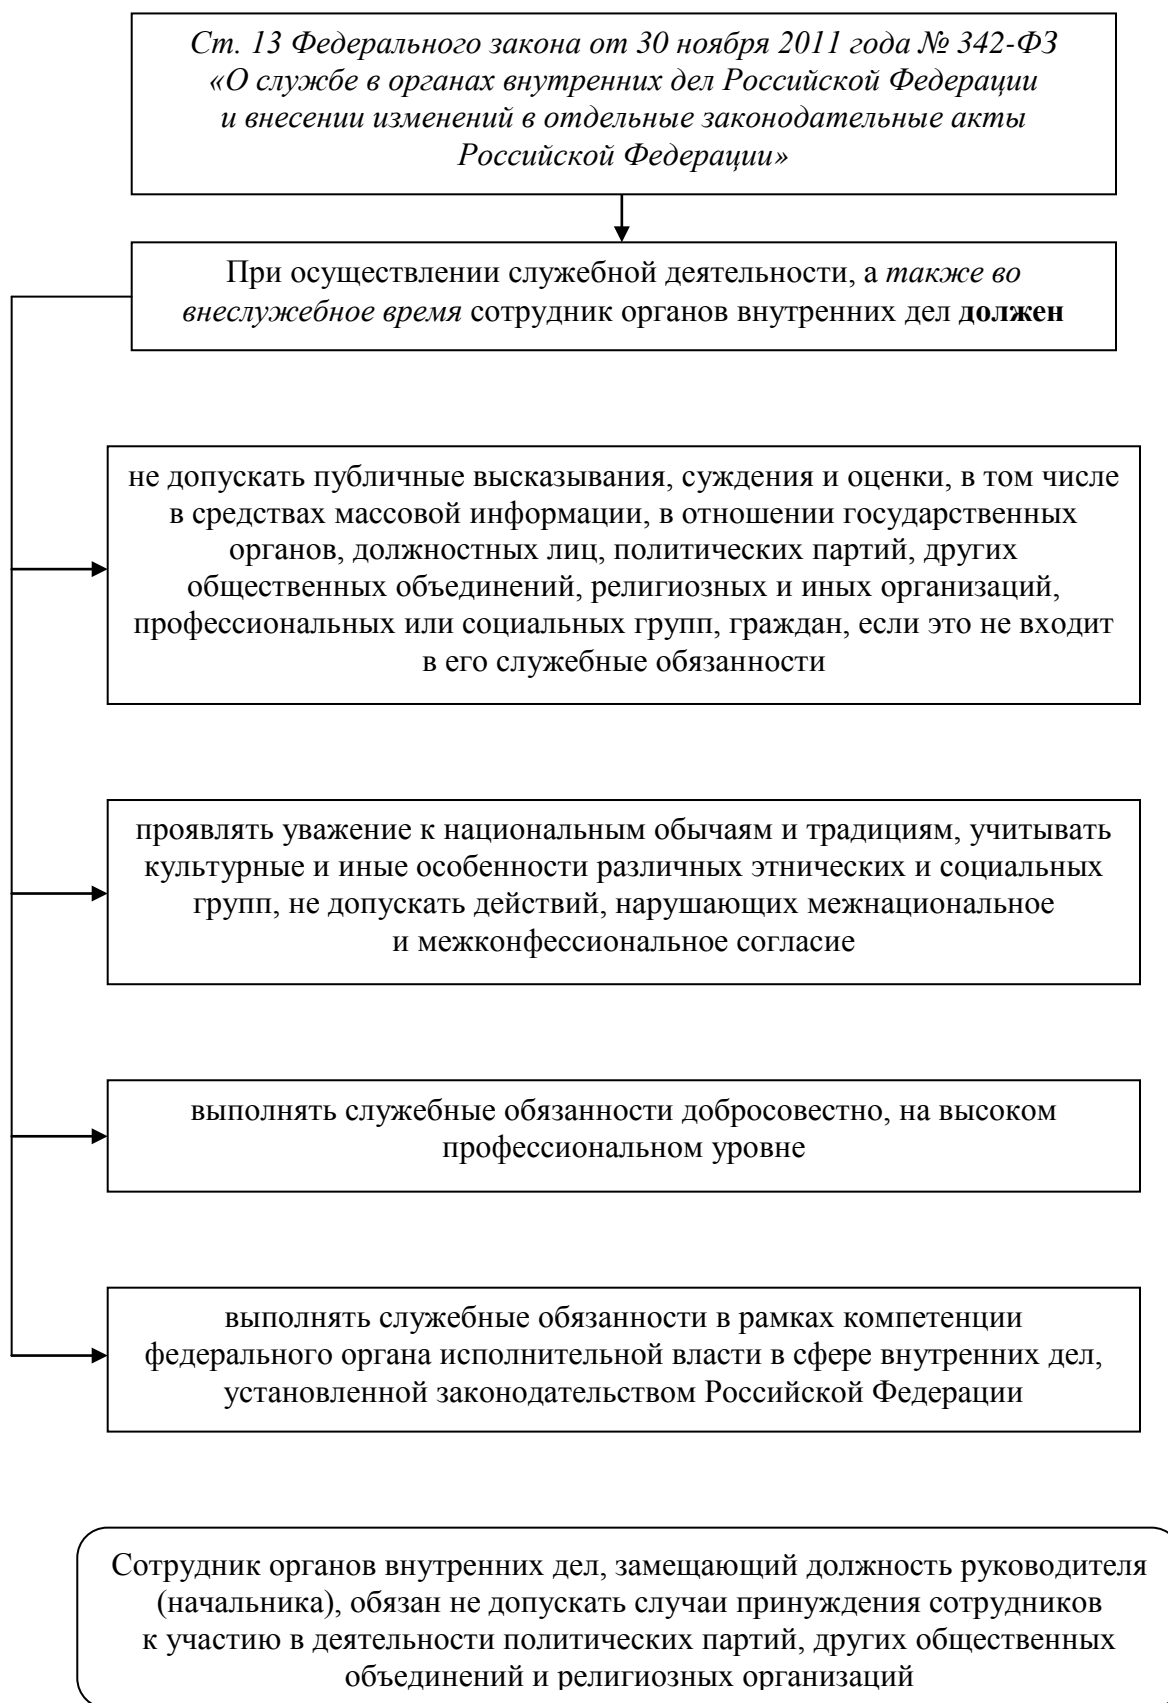 Ст. 13 Федерального закона от 30 ноября 2011 года № 342-ФЗ
«О службе в органах внутренних дел Российской Федерации
и внесении изменений в отдельные законодательные акты
Российской Федерации»
При осуществлении служебной деятельности, а также во
внеслужебное время сотрудник органов внутренних дел должен
не допускать публичные высказывания, суждения и оценки, в том числе
в средствах массовой информации, в отношении государственных
органов, должностных лиц, политических партий, других
общественных объединений, религиозных и иных организаций,
профессиональных или социальных групп, граждан, если это не входит
в его служебные обязанности
проявлять уважение к национальным обычаям и традициям, учитывать
культурные и иные особенности различных этнических и социальных
групп, не допускать действий, нарушающих межнациональное
и межконфессиональное согласие
выполнять служебные обязанности добросовестно, на высоком
профессиональном уровне
выполнять служебные обязанности в рамках компетенции
федерального органа исполнительной власти в сфере внутренних дел,
установленной законодательством Российской Федерации
Сотрудник органов внутренних дел, замещающий должность руководителя
(начальника), обязан не допускать случаи принуждения сотрудников
к участию в деятельности политических партий, других общественных
объединений и религиозных организаций